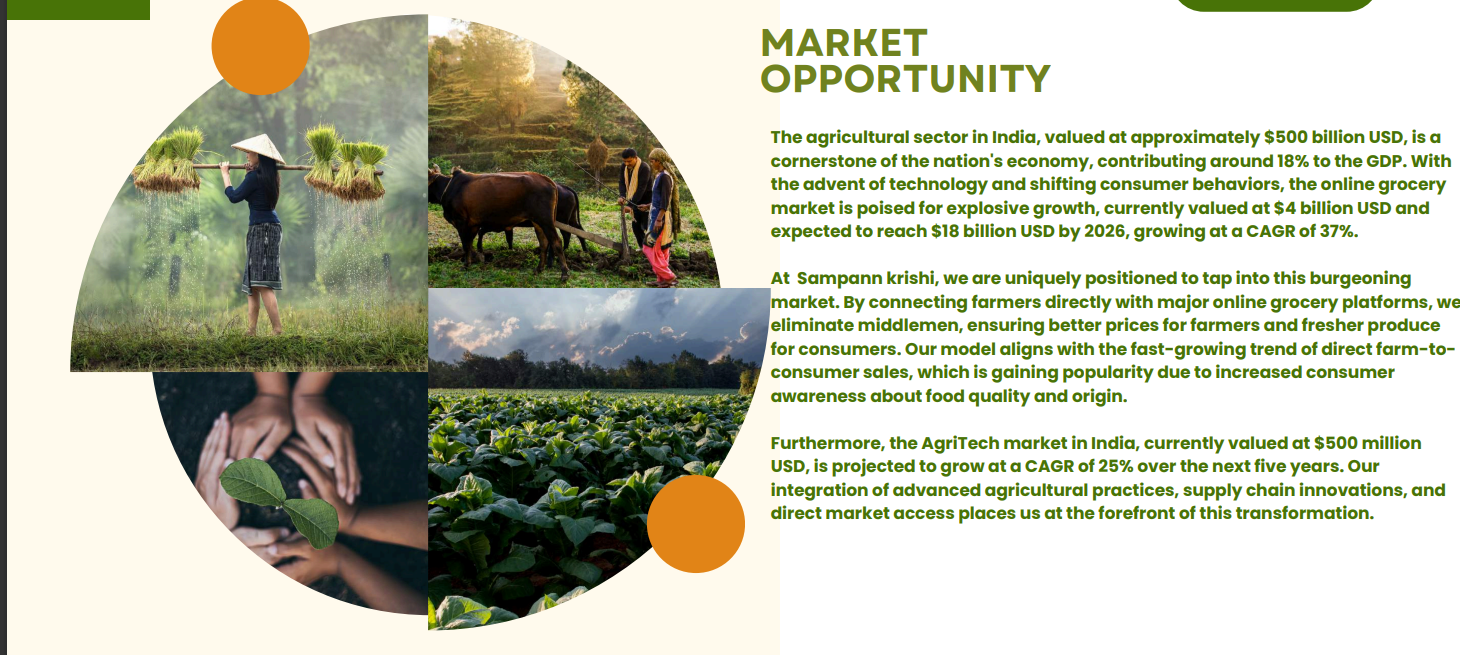 MARKET
OPPORTUNITY
The agricultural sector in India, valued at approximately $500 billion USD, is a
cornerstone of the nation's economy, contributing around 18% to the GDP. With
the advent of technology and shifting consumer behaviors, the online grocery
market is poised for explosive growth, currently valued at $4 billion USD and
expected to reach $18 billion USD by 2026, growing at a CAGR of 37%.
At  Sampann krishi, we are uniquely positioned to tap into this burgeoning
market. By connecting farmers directly with major online grocery platforms, we
eliminate middlemen, ensuring better prices for farmers and fresher produce
for consumers. Our model aligns with the fast-growing trend of direct farm-to-
consumer sales, which is gaining popularity due to increased consumer
awareness about food quality and origin.
Furthermore, the AgriTech market in India, currently valued at $500 million
USD, is projected to grow at a CAGR of 25% over the next five years. Our
integration of advanced agricultural practices, supply chain innovations, and
direct market access places us at the forefront of this transformation.